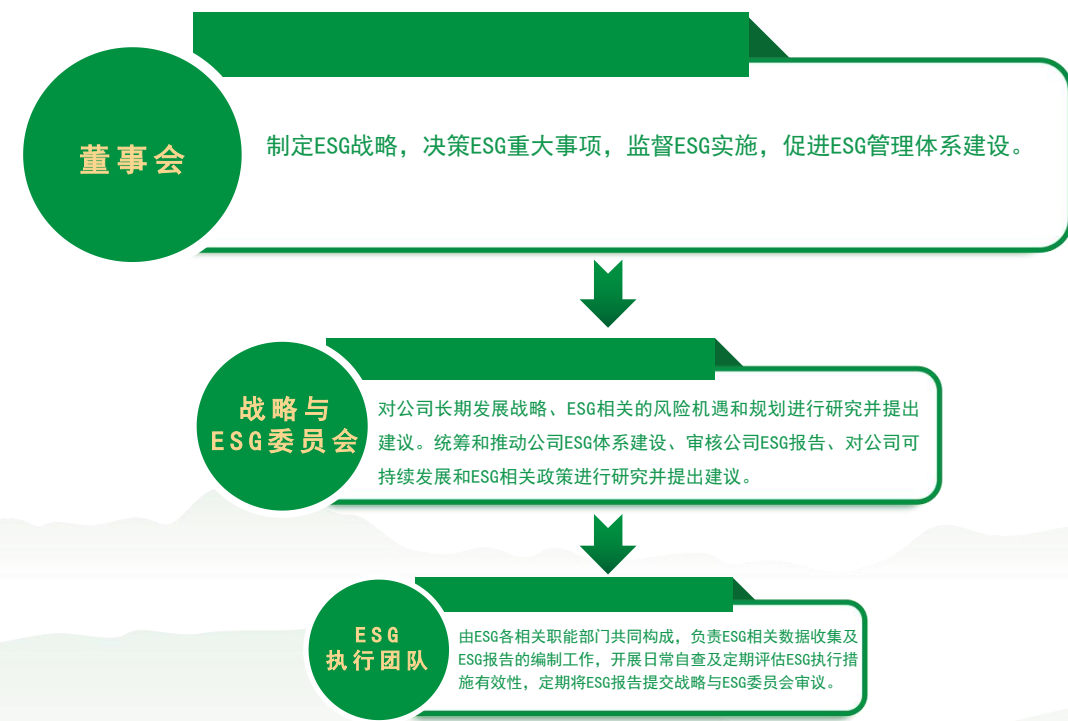 董事会
制定ESG战略，决策ESG重大事项，监督ESG实施，促进ESG管理体系建设。
战略与
ESG委员会
对公司长期发展战略、ESG相关的风险机遇和规划进行研究并提出
建议。统筹和推动公司ESG体系建设、审核公司ESG报告、对公司可
持续发展和ESG相关政策进行研究并提出建议。
ESG
执行团队
由ESG各相关职能部门共同构成，负责ESG相关数据收集及
ESG报告的编制工作，开展日常自查及定期评估ESG执行措
施有效性，定期将ESG报告提交战略与ESG委员会审议。